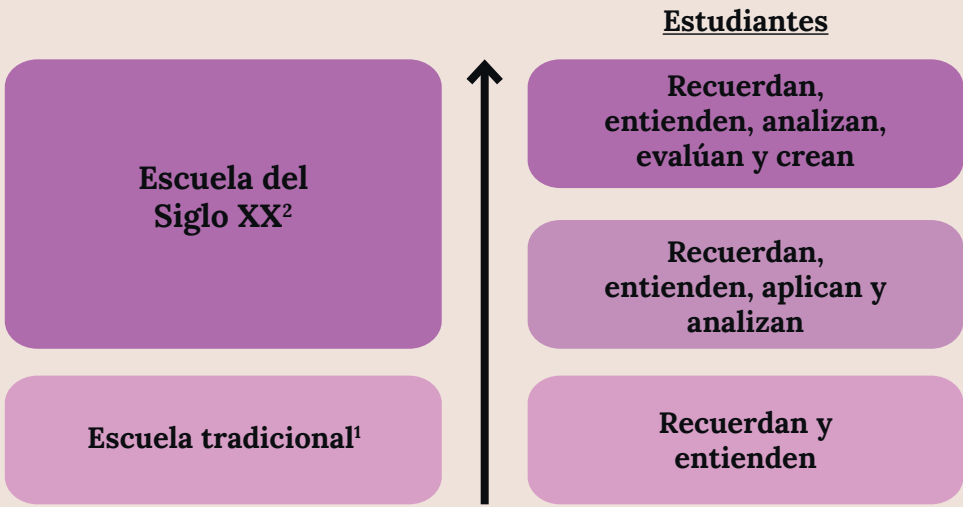 Estudiantes
Escuela del
Siglo XX²
Escuela tradicional¹
Recuerdan,
entienden, analizan,
evalúan y crean
Recuerdan,
entienden, aplican y
analizan
Recuerdan y
entienden